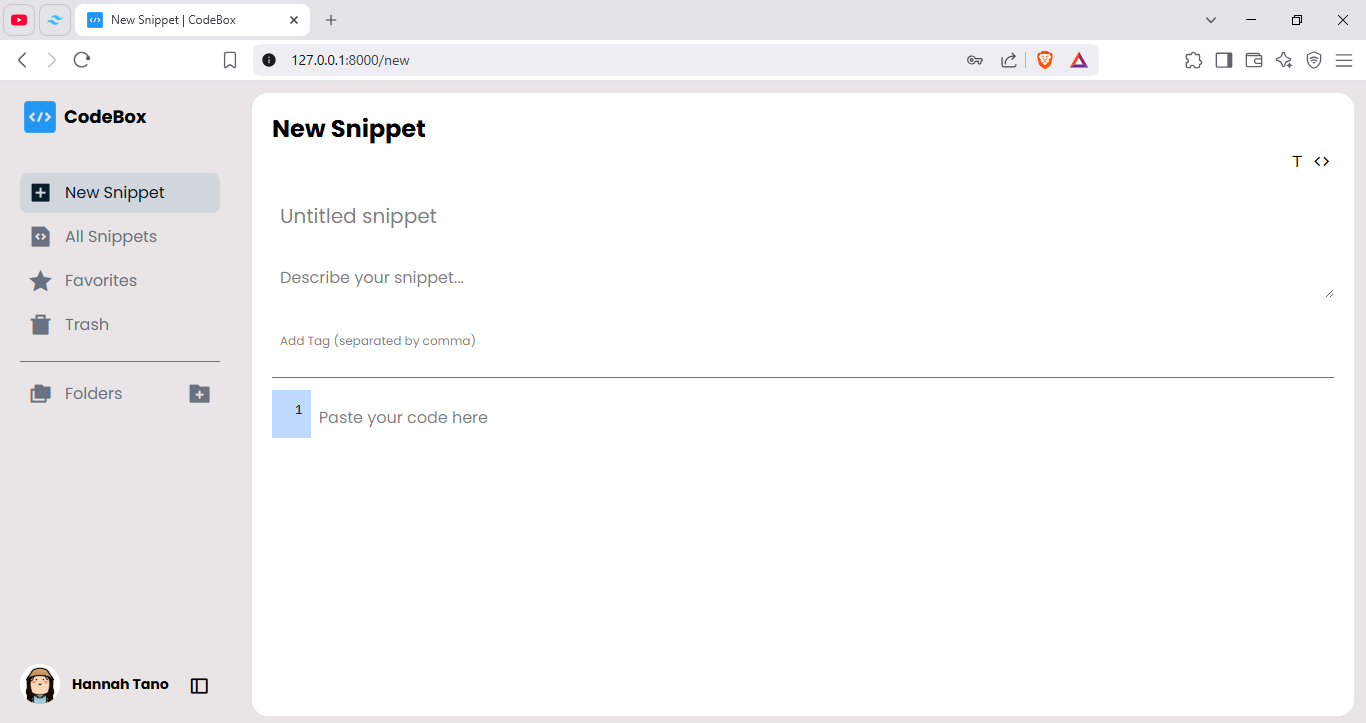 New Snippet | CodeBox
127.0.0.1:8000/new
CodeBox
New Snippet
All Snippets
Favorites
Trash
Folders
Hannah Tano
New Snippet
T <>
Untitled snippet
Describe your snippet...
Add Tag (separated by comma)
1 Paste your code here